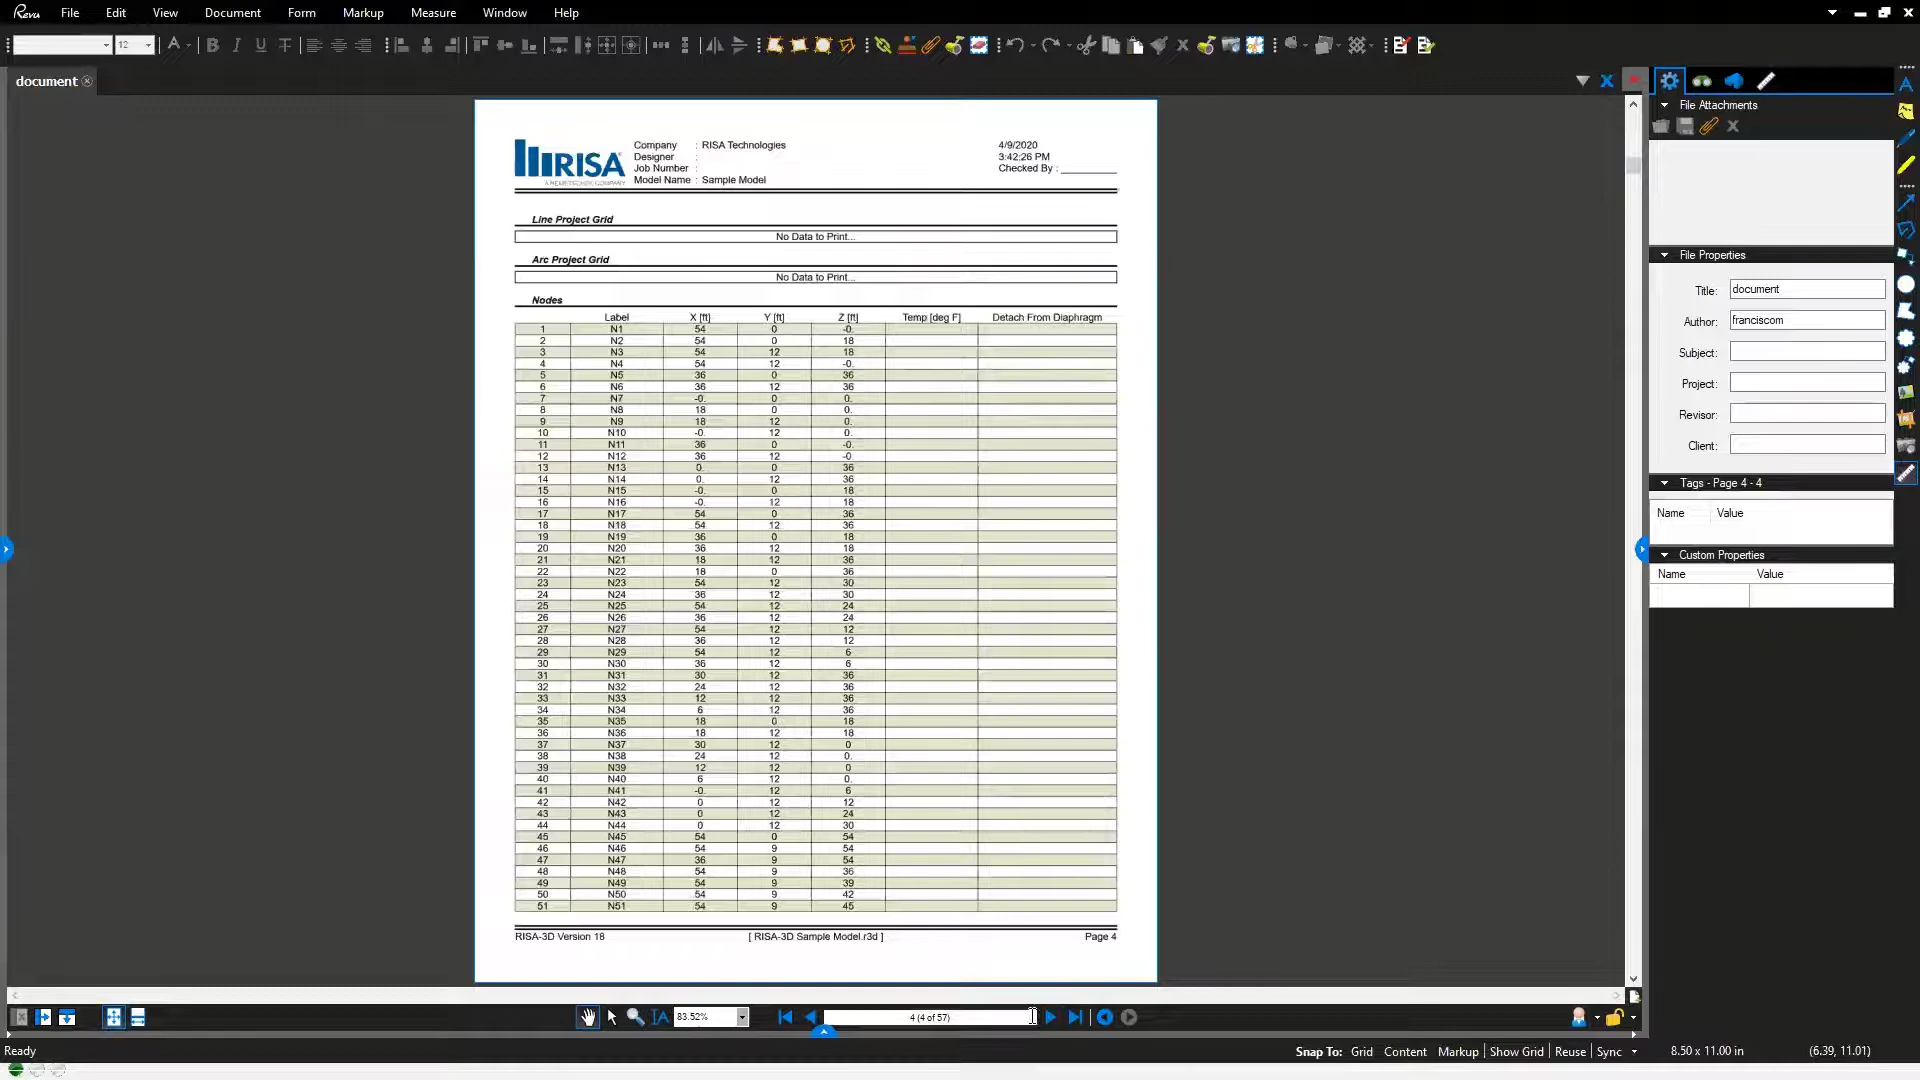 Revu File Edit View Document Form Markup Measure Window Help
12
document
RISA
A NEMETSCHEK COMPANY
Company : RISA Technologies
Designer :
Job Number :
Model Name : Sample Model
4/9/2020
3:42:26 PM
Checked By : ________
Line Project Grid
No Data to Print...
Arc Project Grid
No Data to Print...
Nodes
Label X [ft] Y [ft] Z [ft] Temp [deg F] Detach From Diaphragm
1 N1 54 0 -0.
2 N2 54 0 18
3 N3 54 12 18
4 N4 54 12 -0.
5 N5 36 0 36
6 N6 36 12 36
7 N7 -0. 0 0.
8 N8 18 0 0.
9 N9 18 12 0.
10 N10 -0. 12 0.
11 N11 36 0 -0.
12 N12 36 12 -0.
13 N13 0. 0 36
14 N14 0. 12 36
15 N15 -0. 0 18
16 N16 -0. 12 18
17 N17 54 0 36
18 N18 54 12 36
19 N19 36 0 18
20 N20 36 12 18
21 N21 18 12 36
22 N22 18 0 36
23 N23 54 12 30
24 N24 36 12 30
25 N25 54 12 24
26 N26 36 12 24
27 N27 54 12 12
28 N28 36 12 12
29 N29 54 12 6
30 N30 36 12 6
31 N31 30 12 36
32 N32 24 12 36
33 N33 12 12 36
34 N34 6 12 36
35 N35 18 0 18
36 N36 18 12 18
37 N37 30 12 0
38 N38 24 12 0.
39 N39 12 12 0
40 N40 6 12 0.
41 N41 -0. 12 6
42 N42 0 12 12
43 N43 0 12 24
44 N44 0 12 30
45 N45 54 0 54
46 N46 54 9 54
47 N47 36 9 54
48 N48 54 9 36
49 N49 54 9 39
50 N50 54 9 42
51 N51 54 9 45
RISA-3D Version 18 [ RISA-3D Sample Model.r3d ] Page 4
File Attachments
File Properties
Title: document
Author: franciscom
Subject:
Project:
Revisor:
Client:
Tags - Page 4 - 4
Name Value
Custom Properties
Name Value
83.52% 4 (4 of 57)
Ready Snap To: Grid Content Markup Show Grid Reuse Sync 8.50 x 11.00 in (6.39, 11.01)